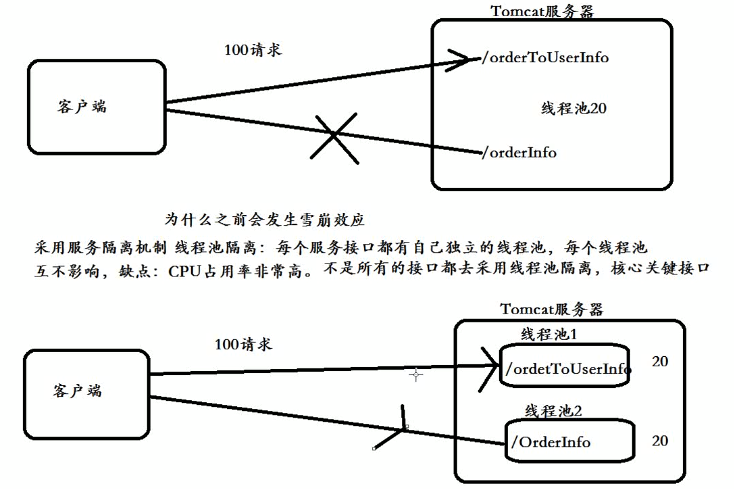 Tomcat服务器
100请求
/orderToUserInfo
客户端
线程池20
/orderInfo
为什么之前会发生雪崩效应
采用服务隔离机制 线程池隔离：每个服务接口都有自己独立的线程池，每个线程池
互不影响，缺点：CPU占用率非常高。不是所有的接口都去采用线程池隔离，核心关键接口
Tomcat服务器
线程池1
100请求
/ordetToUserInfo
20
客户端
线程池2
/OrderInfo
20